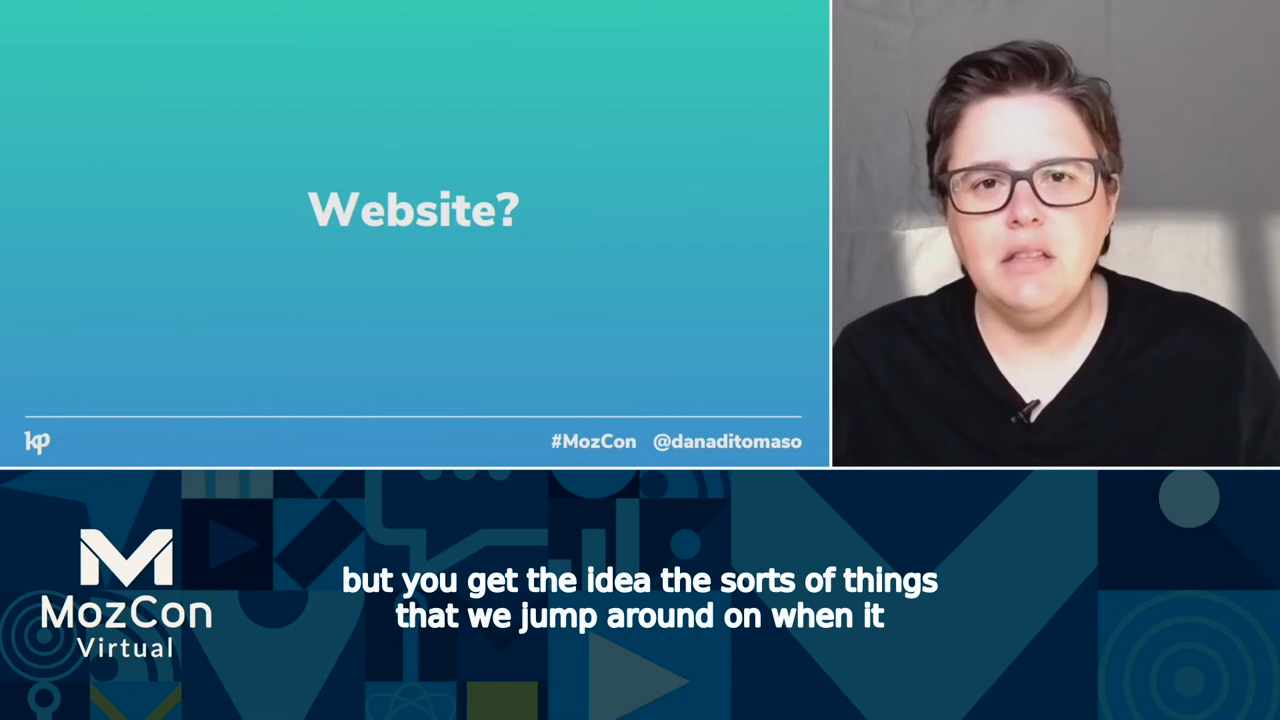 Website?
kp
#MozCon @danaditomaso
M
MozCon
Virtual
but you get the idea the sorts of things
that we jump around on when it